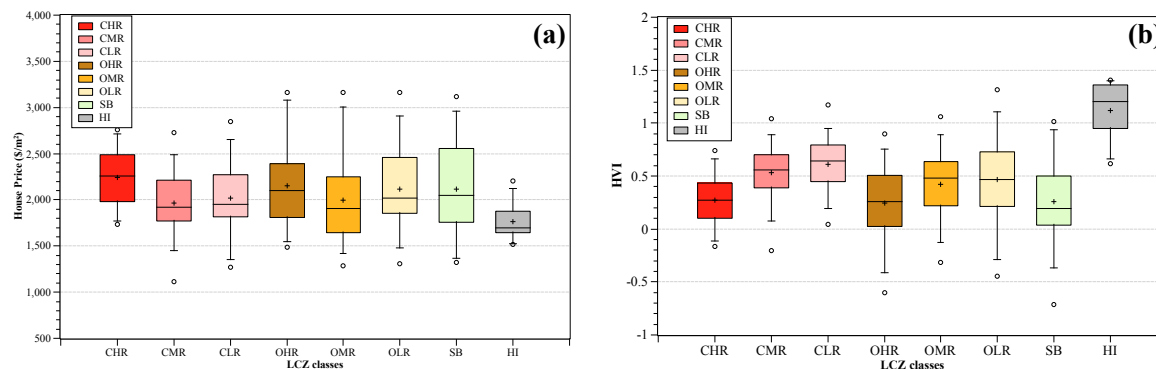 CHR
CMR
CLR
OHR
OMR
OLR
SB
HI
(a)
4,000
3,500
3,000
2,500
2,000
1,500
1,000
500
House Price ($/m²)
CHR CMR CLR OHR OMR OLR SB HI
LCZ classes
CHR
CMR
CLR
OHR
OMR
OLR
SB
HI
(b)
2
1.5
1
0.5
0
-0.5
-1
HVI
CHR CMR CLR OHR OMR OLR SB HI
LCZ classes